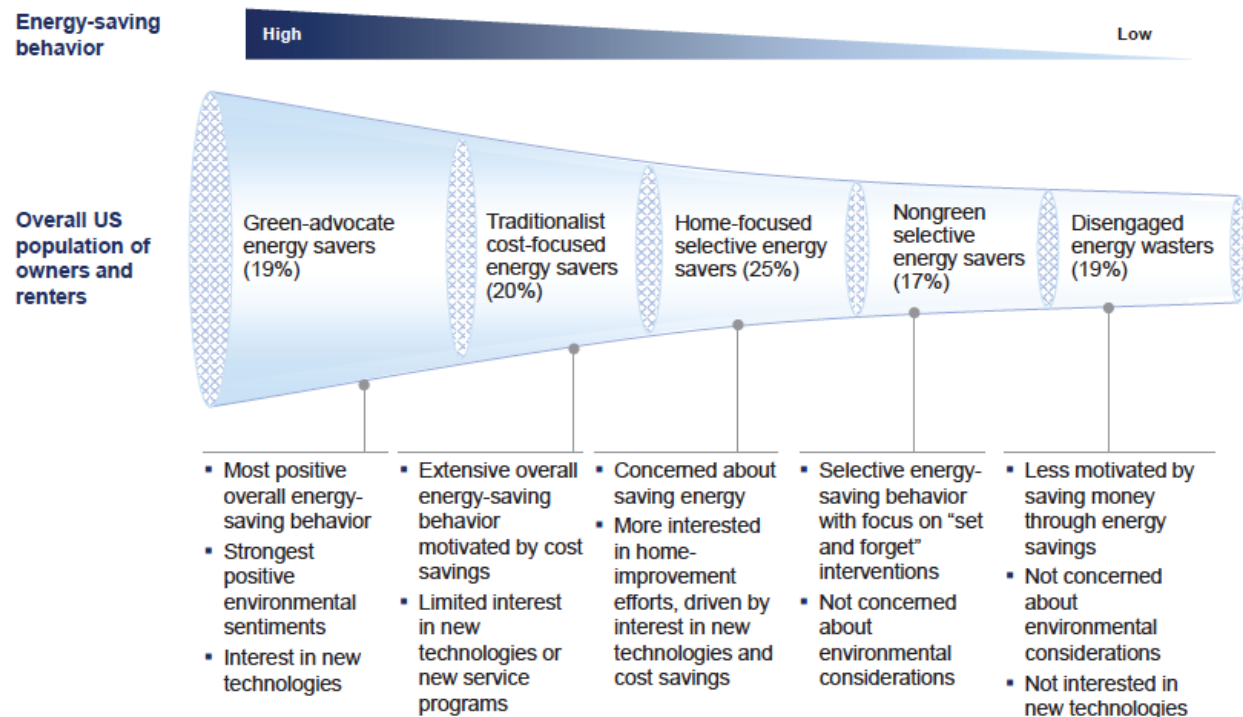 Energy-saving
behavior
High
Low
Overall US
population of
owners and
renters
Green-advocate
energy savers
(19%)
Traditionalist
cost-focused
energy savers
(20%)
Home-focused
selective energy
savers (25%)
Nongreen
selective
energy savers
(17%)
Disengaged
energy wasters
(19%)
▪ Most positive
overall energy-
saving behavior
▪ Strongest
positive
environmental
sentiments
▪ Interest in new
technologies
▪ Extensive overall
energy-saving
behavior
motivated by cost
savings
▪ Limited interest
in new
technologies or
new service
programs
▪ Concerned about
saving energy
▪ More interested
in home-
improvement
efforts, driven by
interest in new
technologies and
cost savings
▪ Selective energy-
saving behavior
with focus on “set
and forget”
interventions
▪ Not concerned
about
environmental
considerations
▪ Less motivated by
saving money
through energy
savings
▪ Not concerned
about
environmental
considerations
▪ Not interested in
new technologies